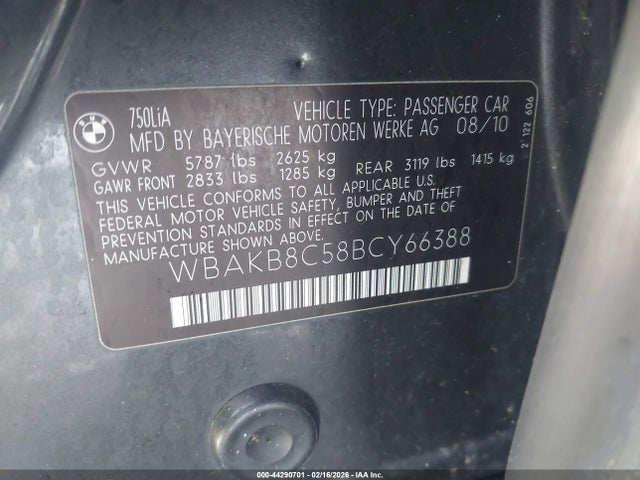 BMW
750LiA
VEHICLE TYPE: PASSENGER CAR
MFD BY BAYERISCHE MOTOREN WERKE AG 08/10
GVWR 5787 lbs 2625 kg
GAWR FRONT 2833 lbs 1285 kg REAR 3119 lbs 1415 kg
THIS VEHICLE CONFORMS TO ALL APPLICABLE U.S.
FEDERAL MOTOR VEHICLE SAFETY, BUMPER AND THEFT
PREVENTION STANDARDS IN EFFECT ON THE DATE OF
MANUFACTURE SHOWN ABOVE.
WBAKB8C58BCY66388
2 122 606
000-44290701 - 02/16/2026 - © IAA Inc.